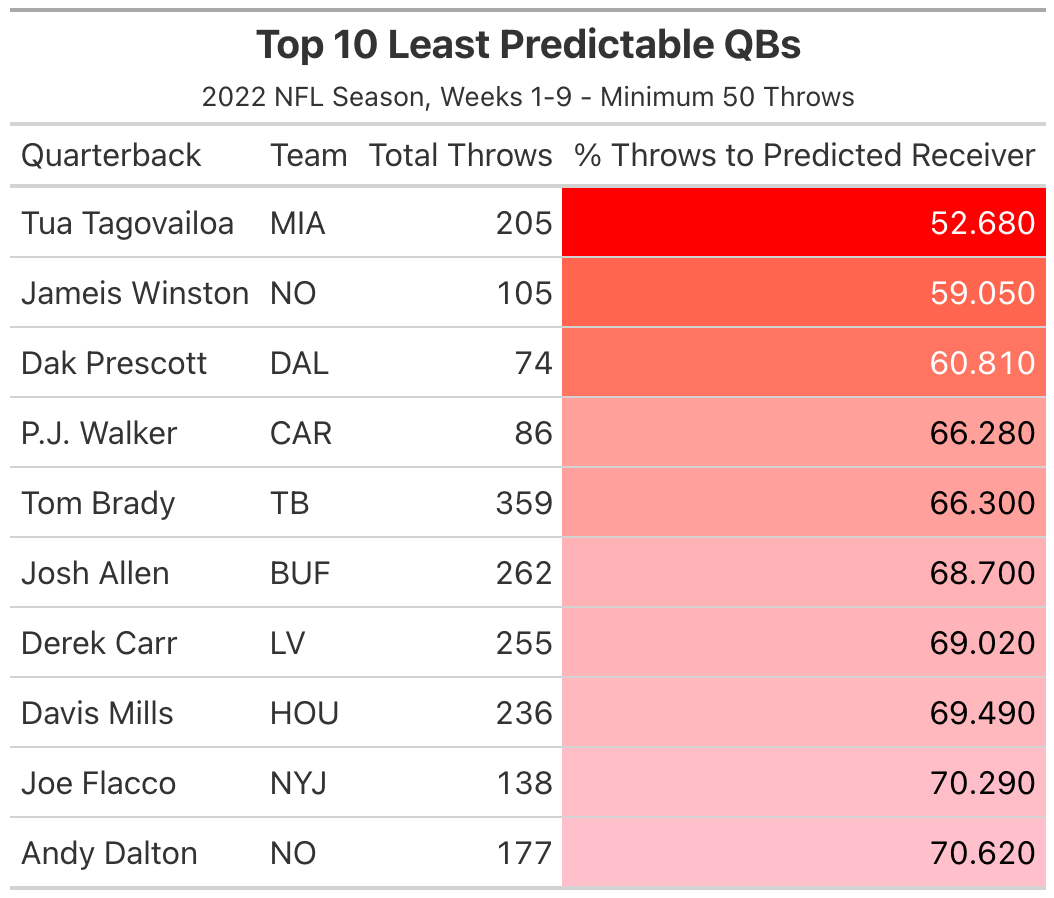 Top 10 Least Predictable QBs
2022 NFL Season, Weeks 1-9 - Minimum 50 Throws
Quarterback Team Total Throws % Throws to Predicted Receiver
Tua Tagovailoa MIA 205 52.680
Jameis Winston NO 105 59.050
Dak Prescott DAL 74 60.810
P.J. Walker CAR 86 66.280
Tom Brady TB 359 66.300
Josh Allen BUF 262 68.700
Derek Carr LV 255 69.020
Davis Mills HOU 236 69.490
Joe Flacco NYJ 138 70.290
Andy Dalton NO 177 70.620